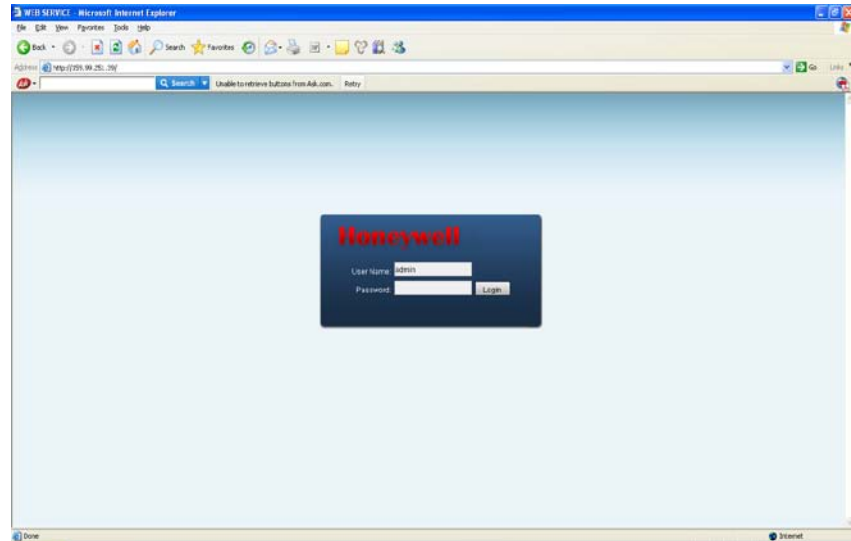 WEB SERVICE - Microsoft Internet Explorer
File Edit View Favorites Tools Help
Back Search Favorites
Address Go Links
Search Unable to retrieve buttons from Ask.com. Retry
Honeywell
User Name: admin
Password: Login
Done Internet